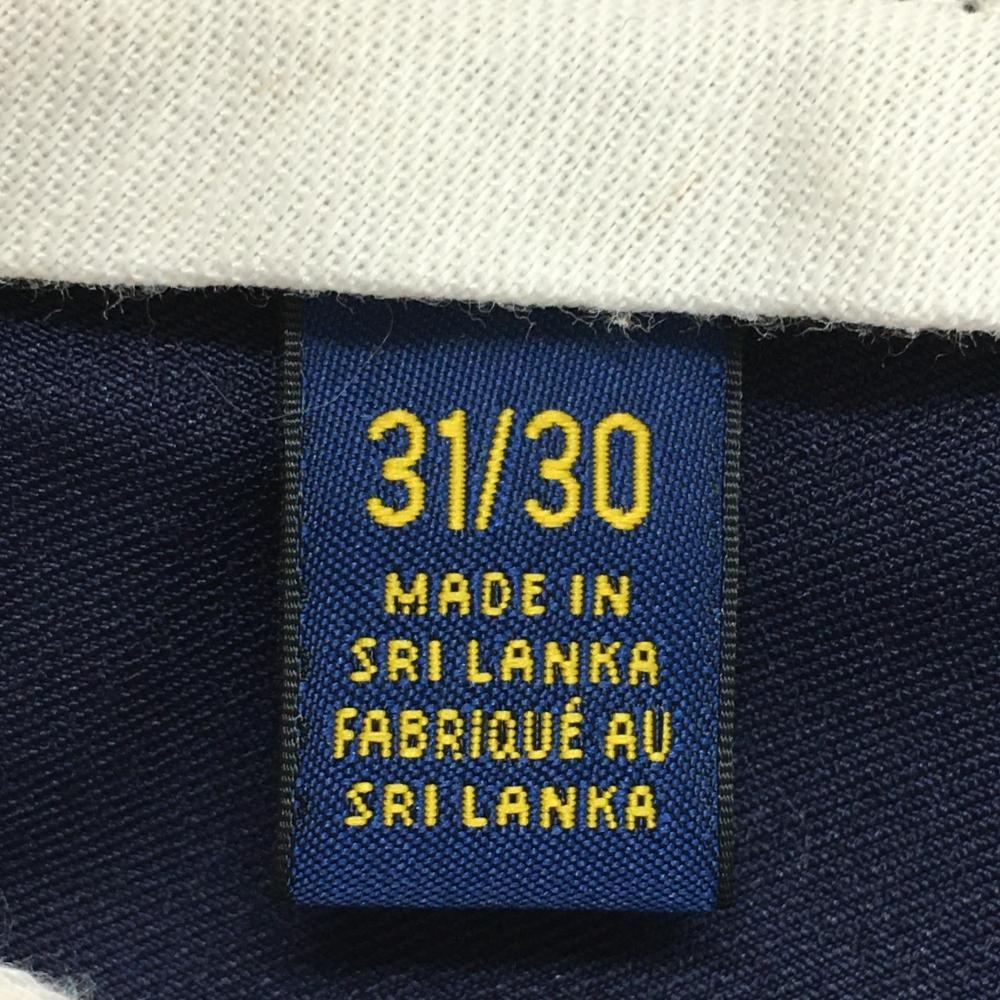 31/30
MADE IN
SRI LANKA
FABRIQUÉ AU
SRI LANKA